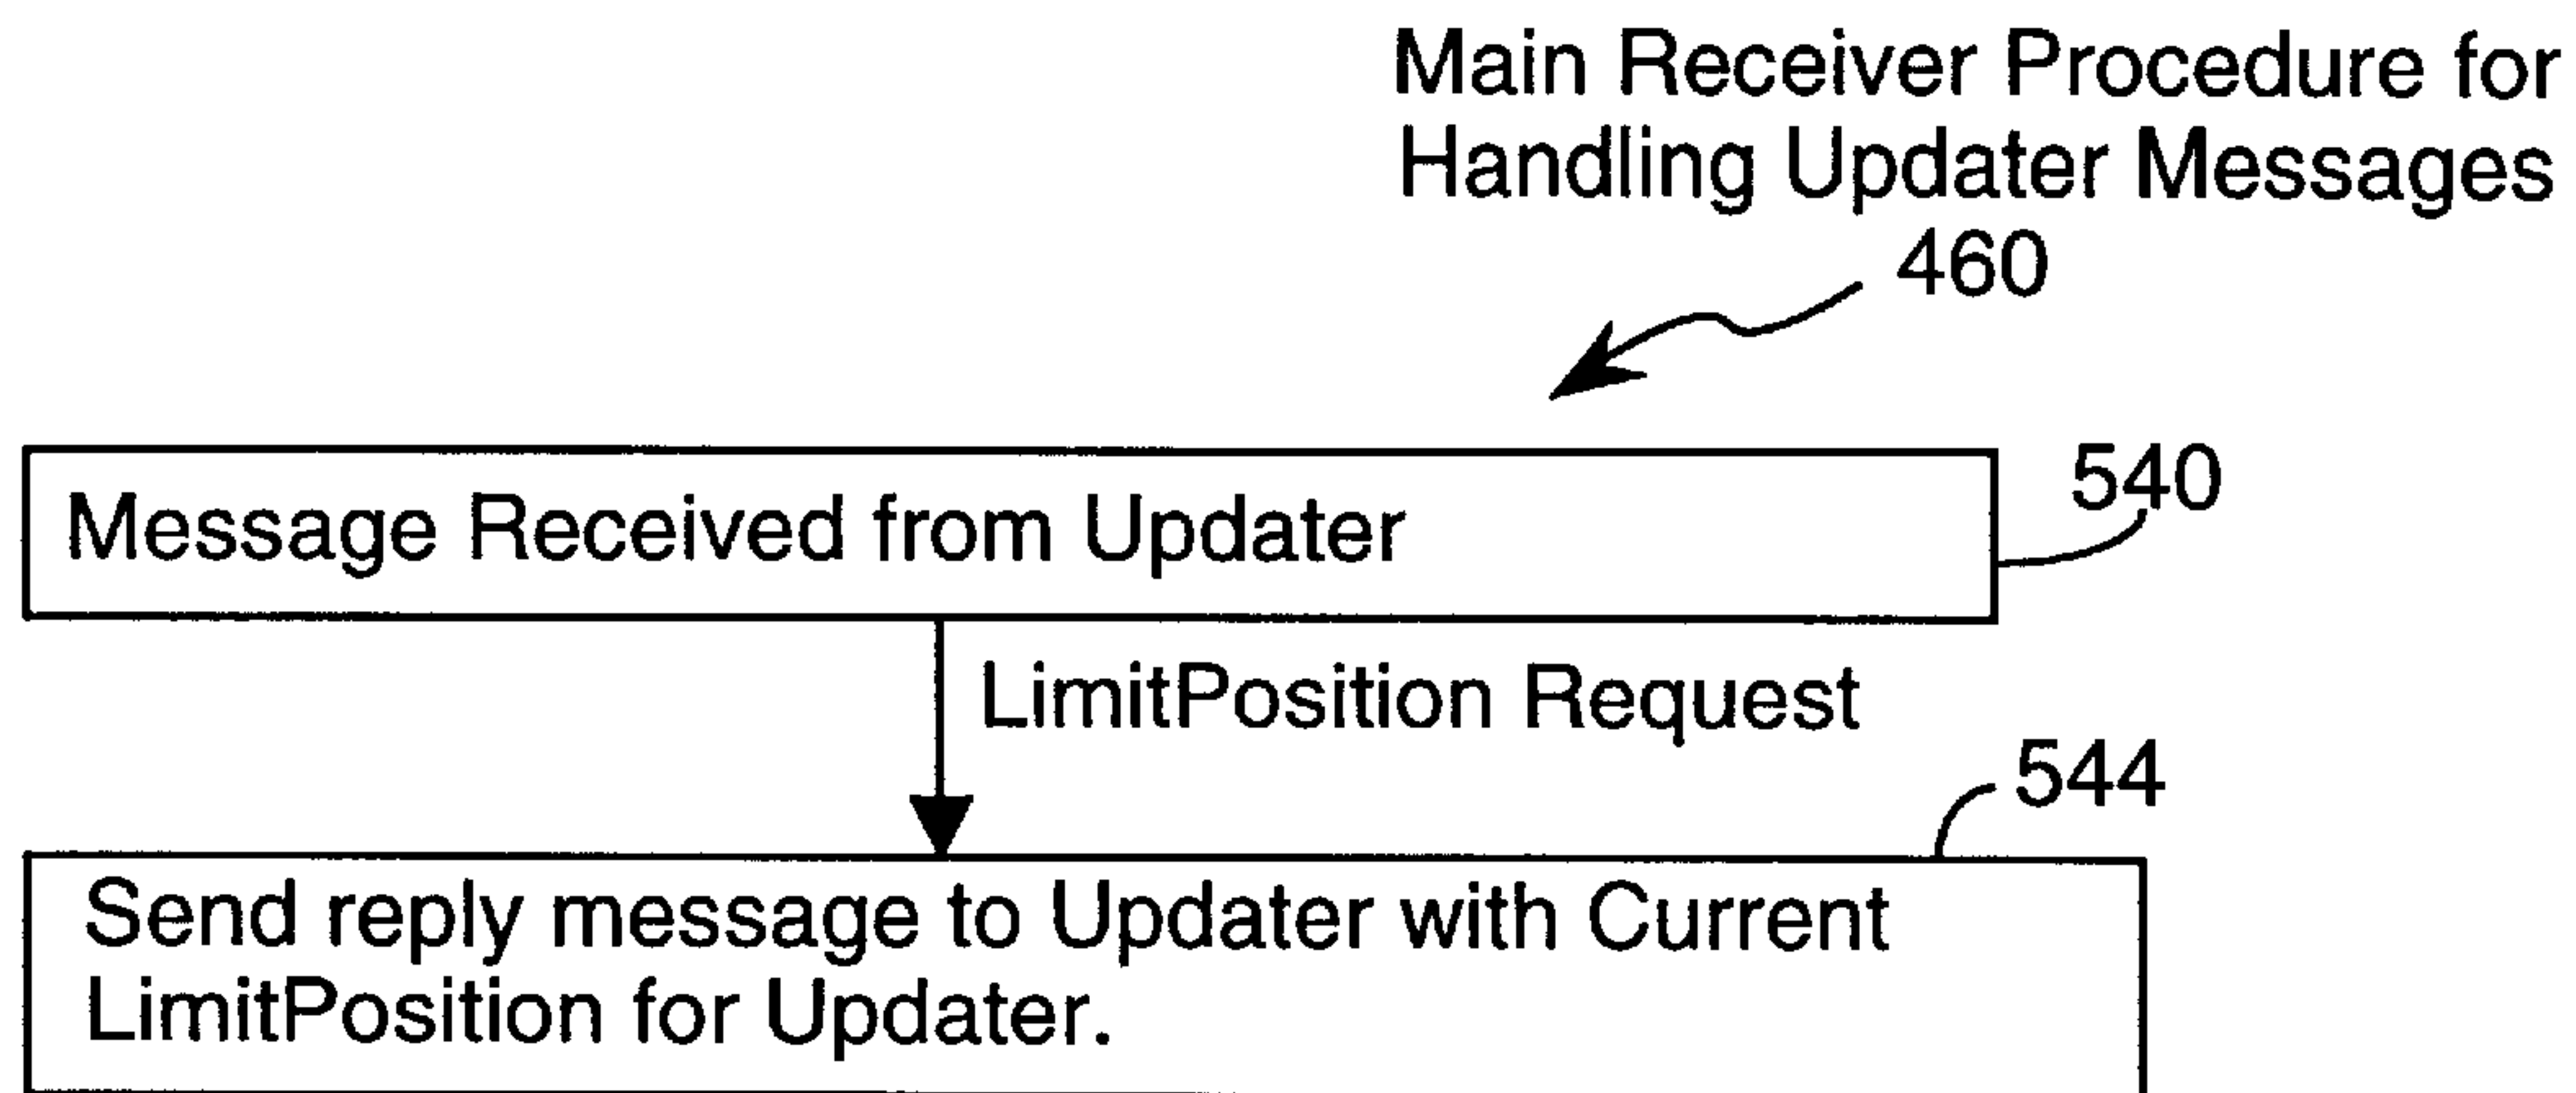 Main Receiver Procedure for
Handling Updater Messages
460
Message Received from Updater
540
LimitPosition Request
544
Send reply message to Updater with Current
LimitPosition for Updater.